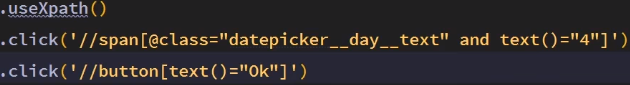 .useXpath()
.click('//span[@class="datepicker__day__text" and text()="4"]')
.click('//button[text()="Ok"]')